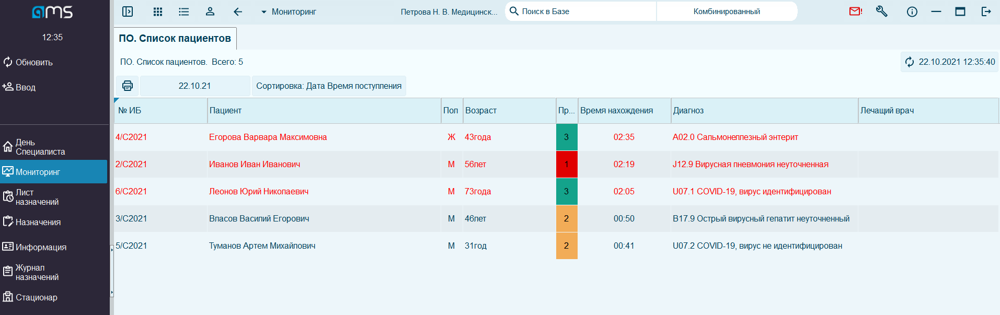 ams
12:35
Обновить
Ввод
День
Специалиста
Мониторинг
Лист
назначений
Назначения
Информация
Журнал
назначений
Стационар
Мониторинг
Петрова Н. В. Медицинск...
Поиск в Базе
Комбинированный
ПО. Список пациентов
ПО. Список пациентов. Всего: 5
22.10.2021 12:35:40
22.10.21
Сортировка: Дата Время поступления
№ ИБ Пациент Пол Возраст Пр... Время нахождения Диагноз Лечащий врач
4/С2021 Егорова Варвара Максимовна Ж 43года 3 02:35 A02.0 Сальмонеллезный энтерит
2/С2021 Иванов Иван Иванович М 56лет 1 02:19 J12.9 Вирусная пневмония неуточненная
6/С2021 Леонов Юрий Николаевич М 73года 3 02:05 U07.1 COVID-19, вирус идентифицирован
3/С2021 Власов Василий Егорович М 46лет 2 00:50 B17.9 Острый вирусный гепатит неуточненный
5/С2021 Туманов Артем Михайлович М 31год 2 00:41 U07.2 COVID-19, вирус не идентифицирован